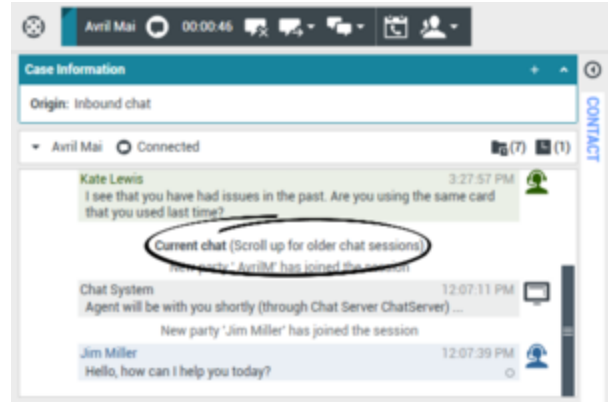 Avril Mai 00:00:46
Case Information
Origin: Inbound chat
Avril Mai Connected (7) (1)
CONTACT
Kate Lewis 3:27:57 PM
I see that you have had issues in the past. Are you using the same card
that you used last time?
Current chat (Scroll up for older chat sessions)
New party ' AvrilM' has joined the session
Chat System 12:07:11 PM
Agent will be with you shortly (through Chat Server ChatServer) ...
New party 'Jim Miller' has joined the session
Jim Miller 12:07:39 PM
Hello, how can I help you today?